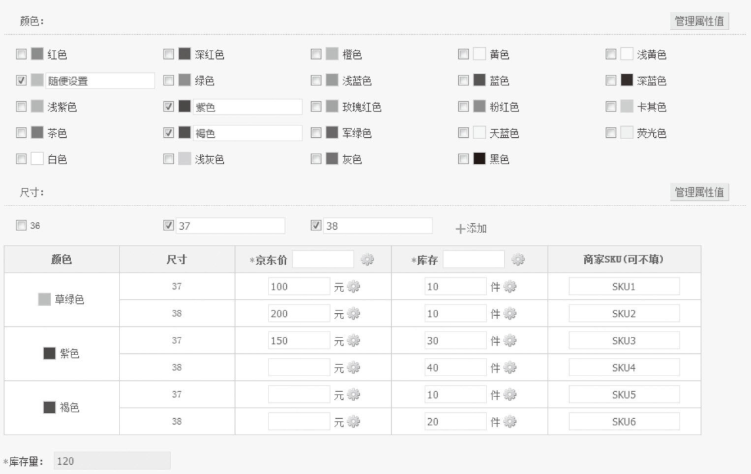 颜色: 管理属性值
红色 深红色 橙色 黄色 浅黄色
随便设置 绿色 浅蓝色 蓝色 深蓝色
浅紫色 紫色 玫瑰红色 粉红色 卡其色
茶色 褐色 军绿色 天蓝色 荧光色
白色 浅灰色 灰色 黑色
尺寸: 管理属性值
36 37 38 +添加
颜色 尺寸 *京东价 *库存 商家SKU(可不填)
草绿色 37 100 元 10 件 SKU1
38 200 元 10 件 SKU2
紫色 37 150 元 30 件 SKU3
38 元 40 件 SKU4
褐色 37 元 10 件 SKU5
38 元 20 件 SKU6
*库存量: 120